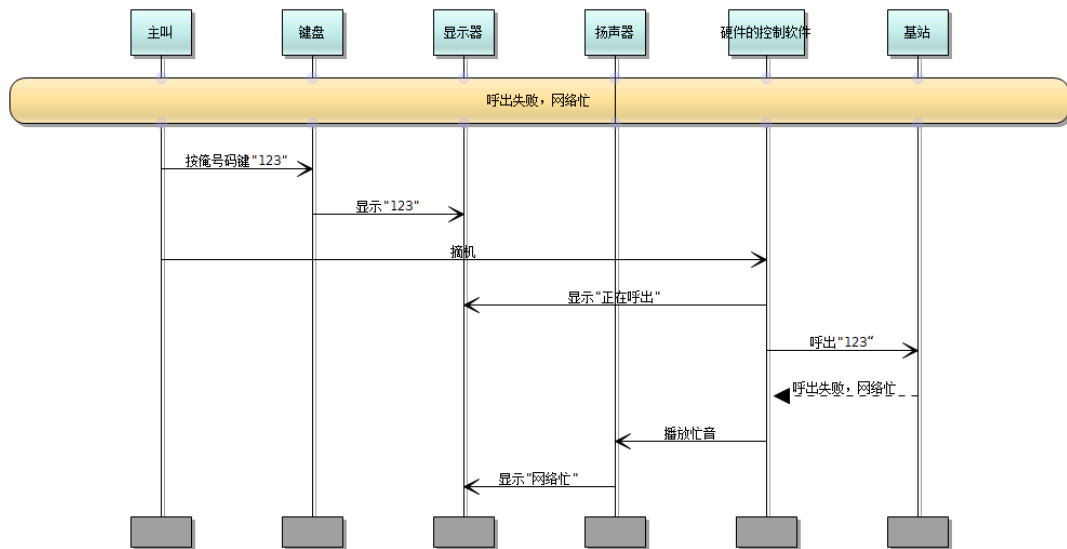 主叫
键盘
显示器
扬声器
硬件的控制软件
基站
呼出失败，网络忙
按俺号码键"123"
显示"123"
摘机
显示"正在呼出"
呼出"123“
呼出失败，网络忙
播放忙音
显示"网络忙"